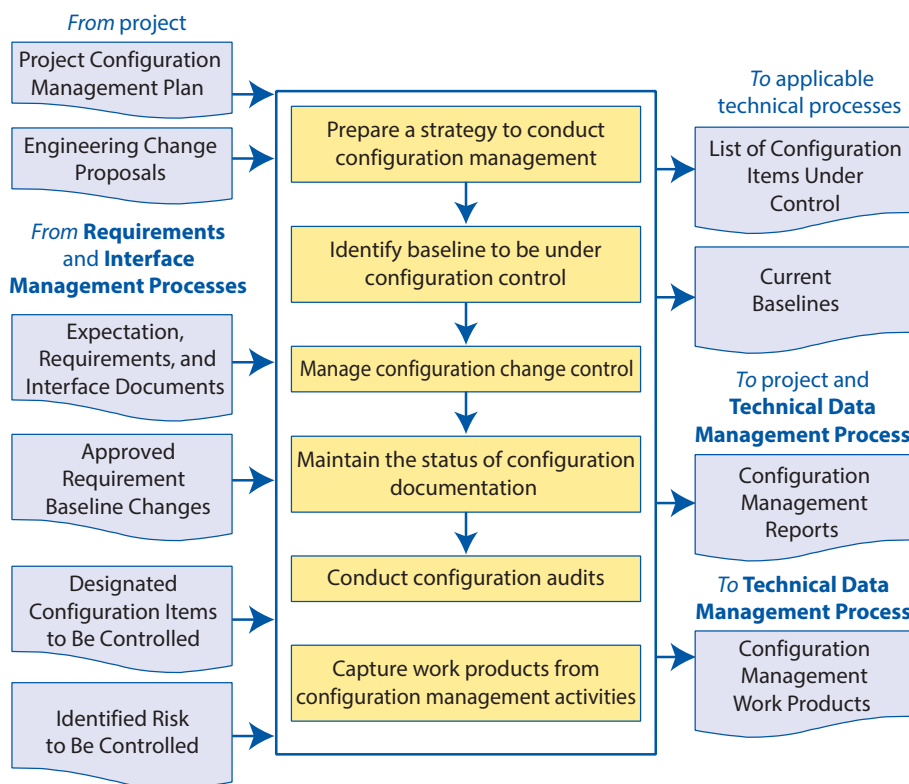 From project
Project Configuration
Management Plan
Engineering Change
Proposals
From Requirements
and Interface
Management Processes
Expectation,
Requirements, and
Interface Documents
Approved
Requirement
Baseline Changes
Designated
Configuration Items
to Be Controlled
Identified Risk
to Be Controlled
Prepare a strategy to conduct
configuration management
Identify baseline to be under
configuration control
Manage configuration change control
Maintain the status of configuration
documentation
Conduct configuration audits
Capture work products from
configuration management activities
To applicable
technical processes
List of Configuration
Items Under
Control
Current
Baselines
To project and
Technical Data
Management Process
Configuration
Management
Reports
To Technical Data
Management Process
Configuration
Management
Work Products